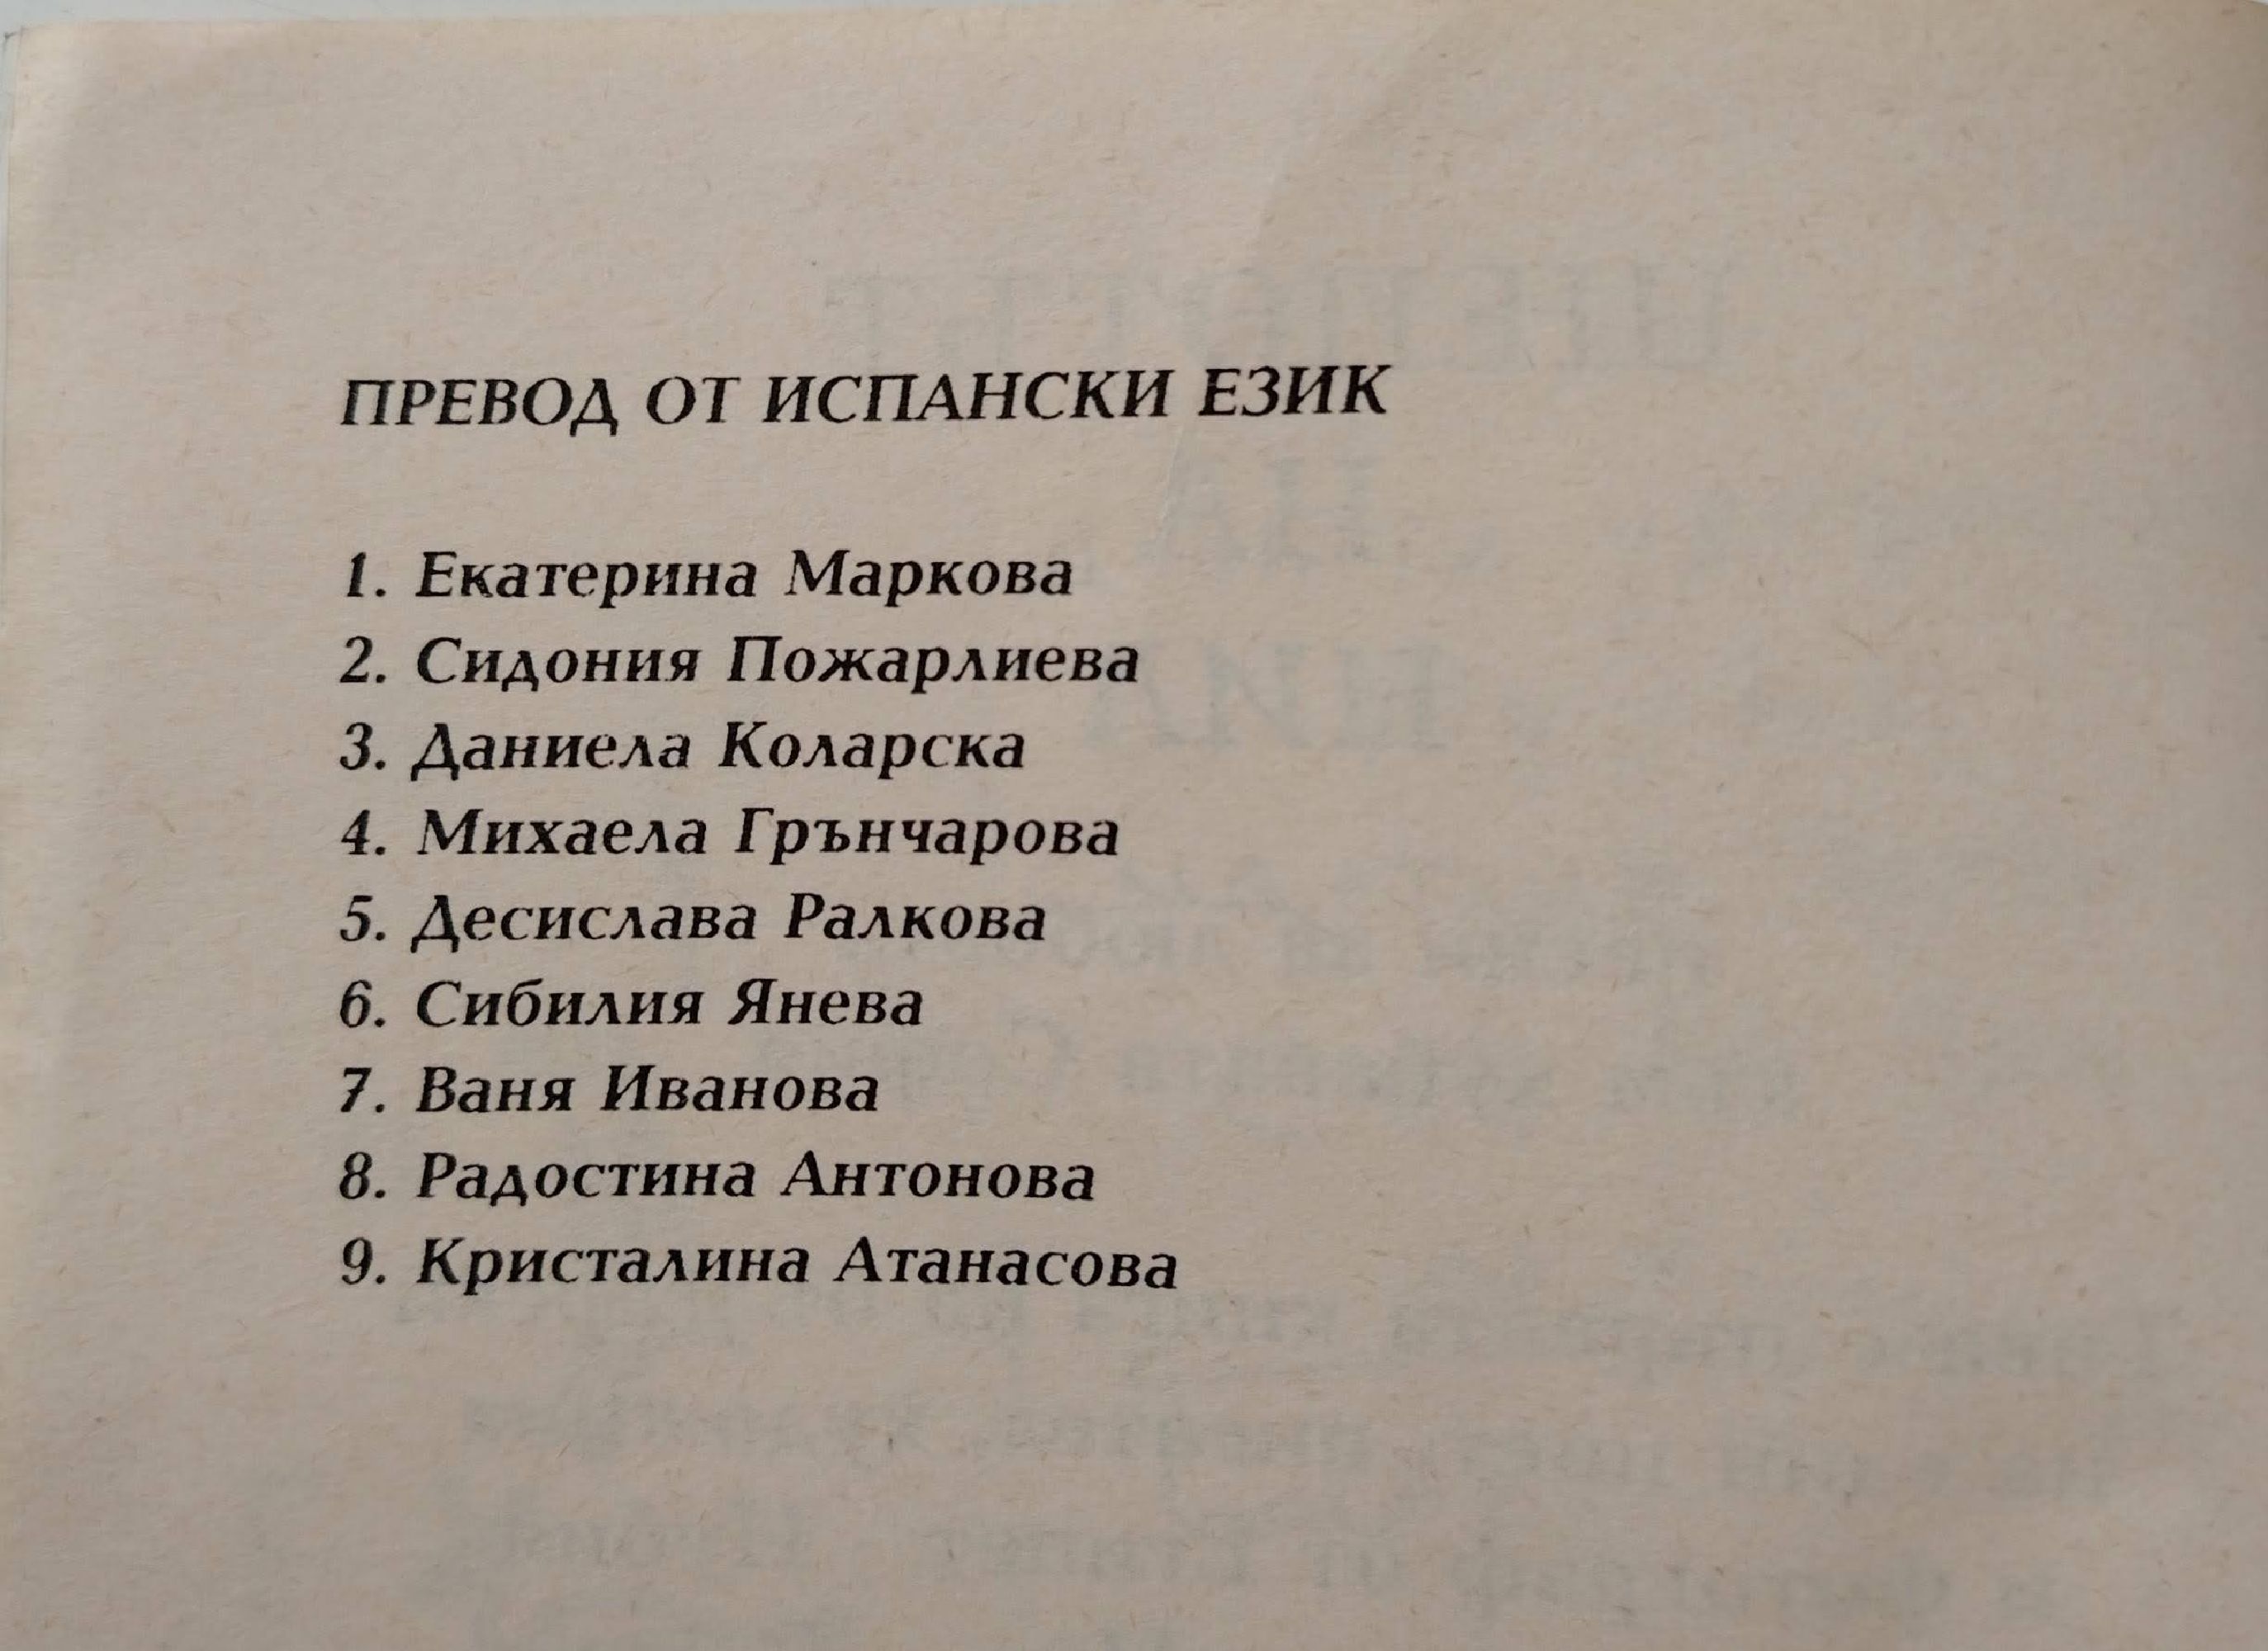 ПРЕВОД ОТ ИСПАНСКИ ЕЗИК
1. Екатерина Маркова
2. Сидония Пожарлиева
3. Даниела Коларска
4. Михаела Грънчарова
5. Десислава Ралкова
6. Сибилия Янева
7. Ваня Иванова
8. Радостина Антонова
9. Кристалина Атанасова